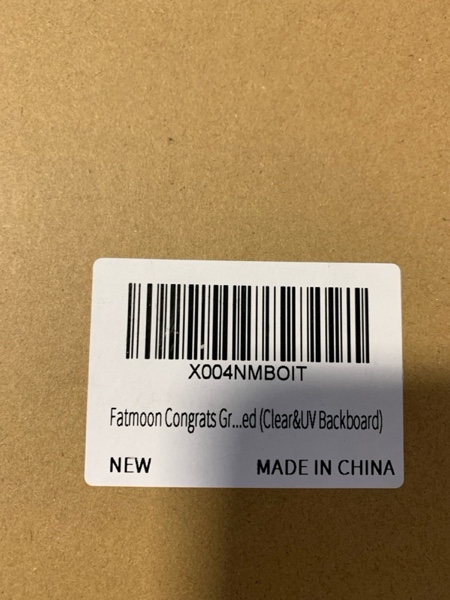 X004NMBOIT
Fatmoon Congrats Gr...ed (Clear&UV Backboard)
NEW
MADE IN CHINA